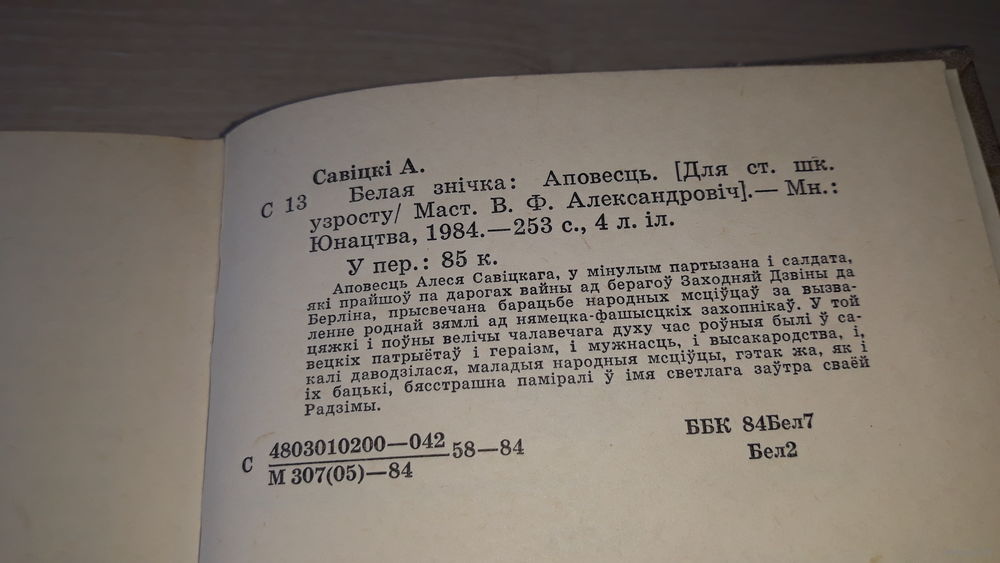 Савіцкі А.
С 13 Белая знічка: Аповесць. [Для ст. шк.
узросту/ Маст. В. Ф. Александровіч].— Мн.:
Юнацтва, 1984.—253 с., 4 л. іл.
У пер.: 85 к.
Аповесць Алеся Савіцкага, у мінулым партызана і салдата,
які прайшоў па дарогах вайны ад берагоў Заходняй Дзвіны да
Берліна, прысвечана барацьбе народных мсціўцаў за вызва-
ленне роднай зямлі ад нямецка-фашысцкіх захопнікаў. У той
цяжкі і поўны велічы чалавечага духу час роўныя былі ў са-
вецкіх патрыётаў і гераізм, і мужнасць, і высакародства, і,
калі даводзілася, маладыя народныя мсціўцы, гэтак жа, як і
іх бацькі, бясстрашна паміралі ў імя светлага заўтра сваёй
Радзімы.
С 4803010200—042 58—84
М 307(05)—84
ББК 84Бел7
Бел2